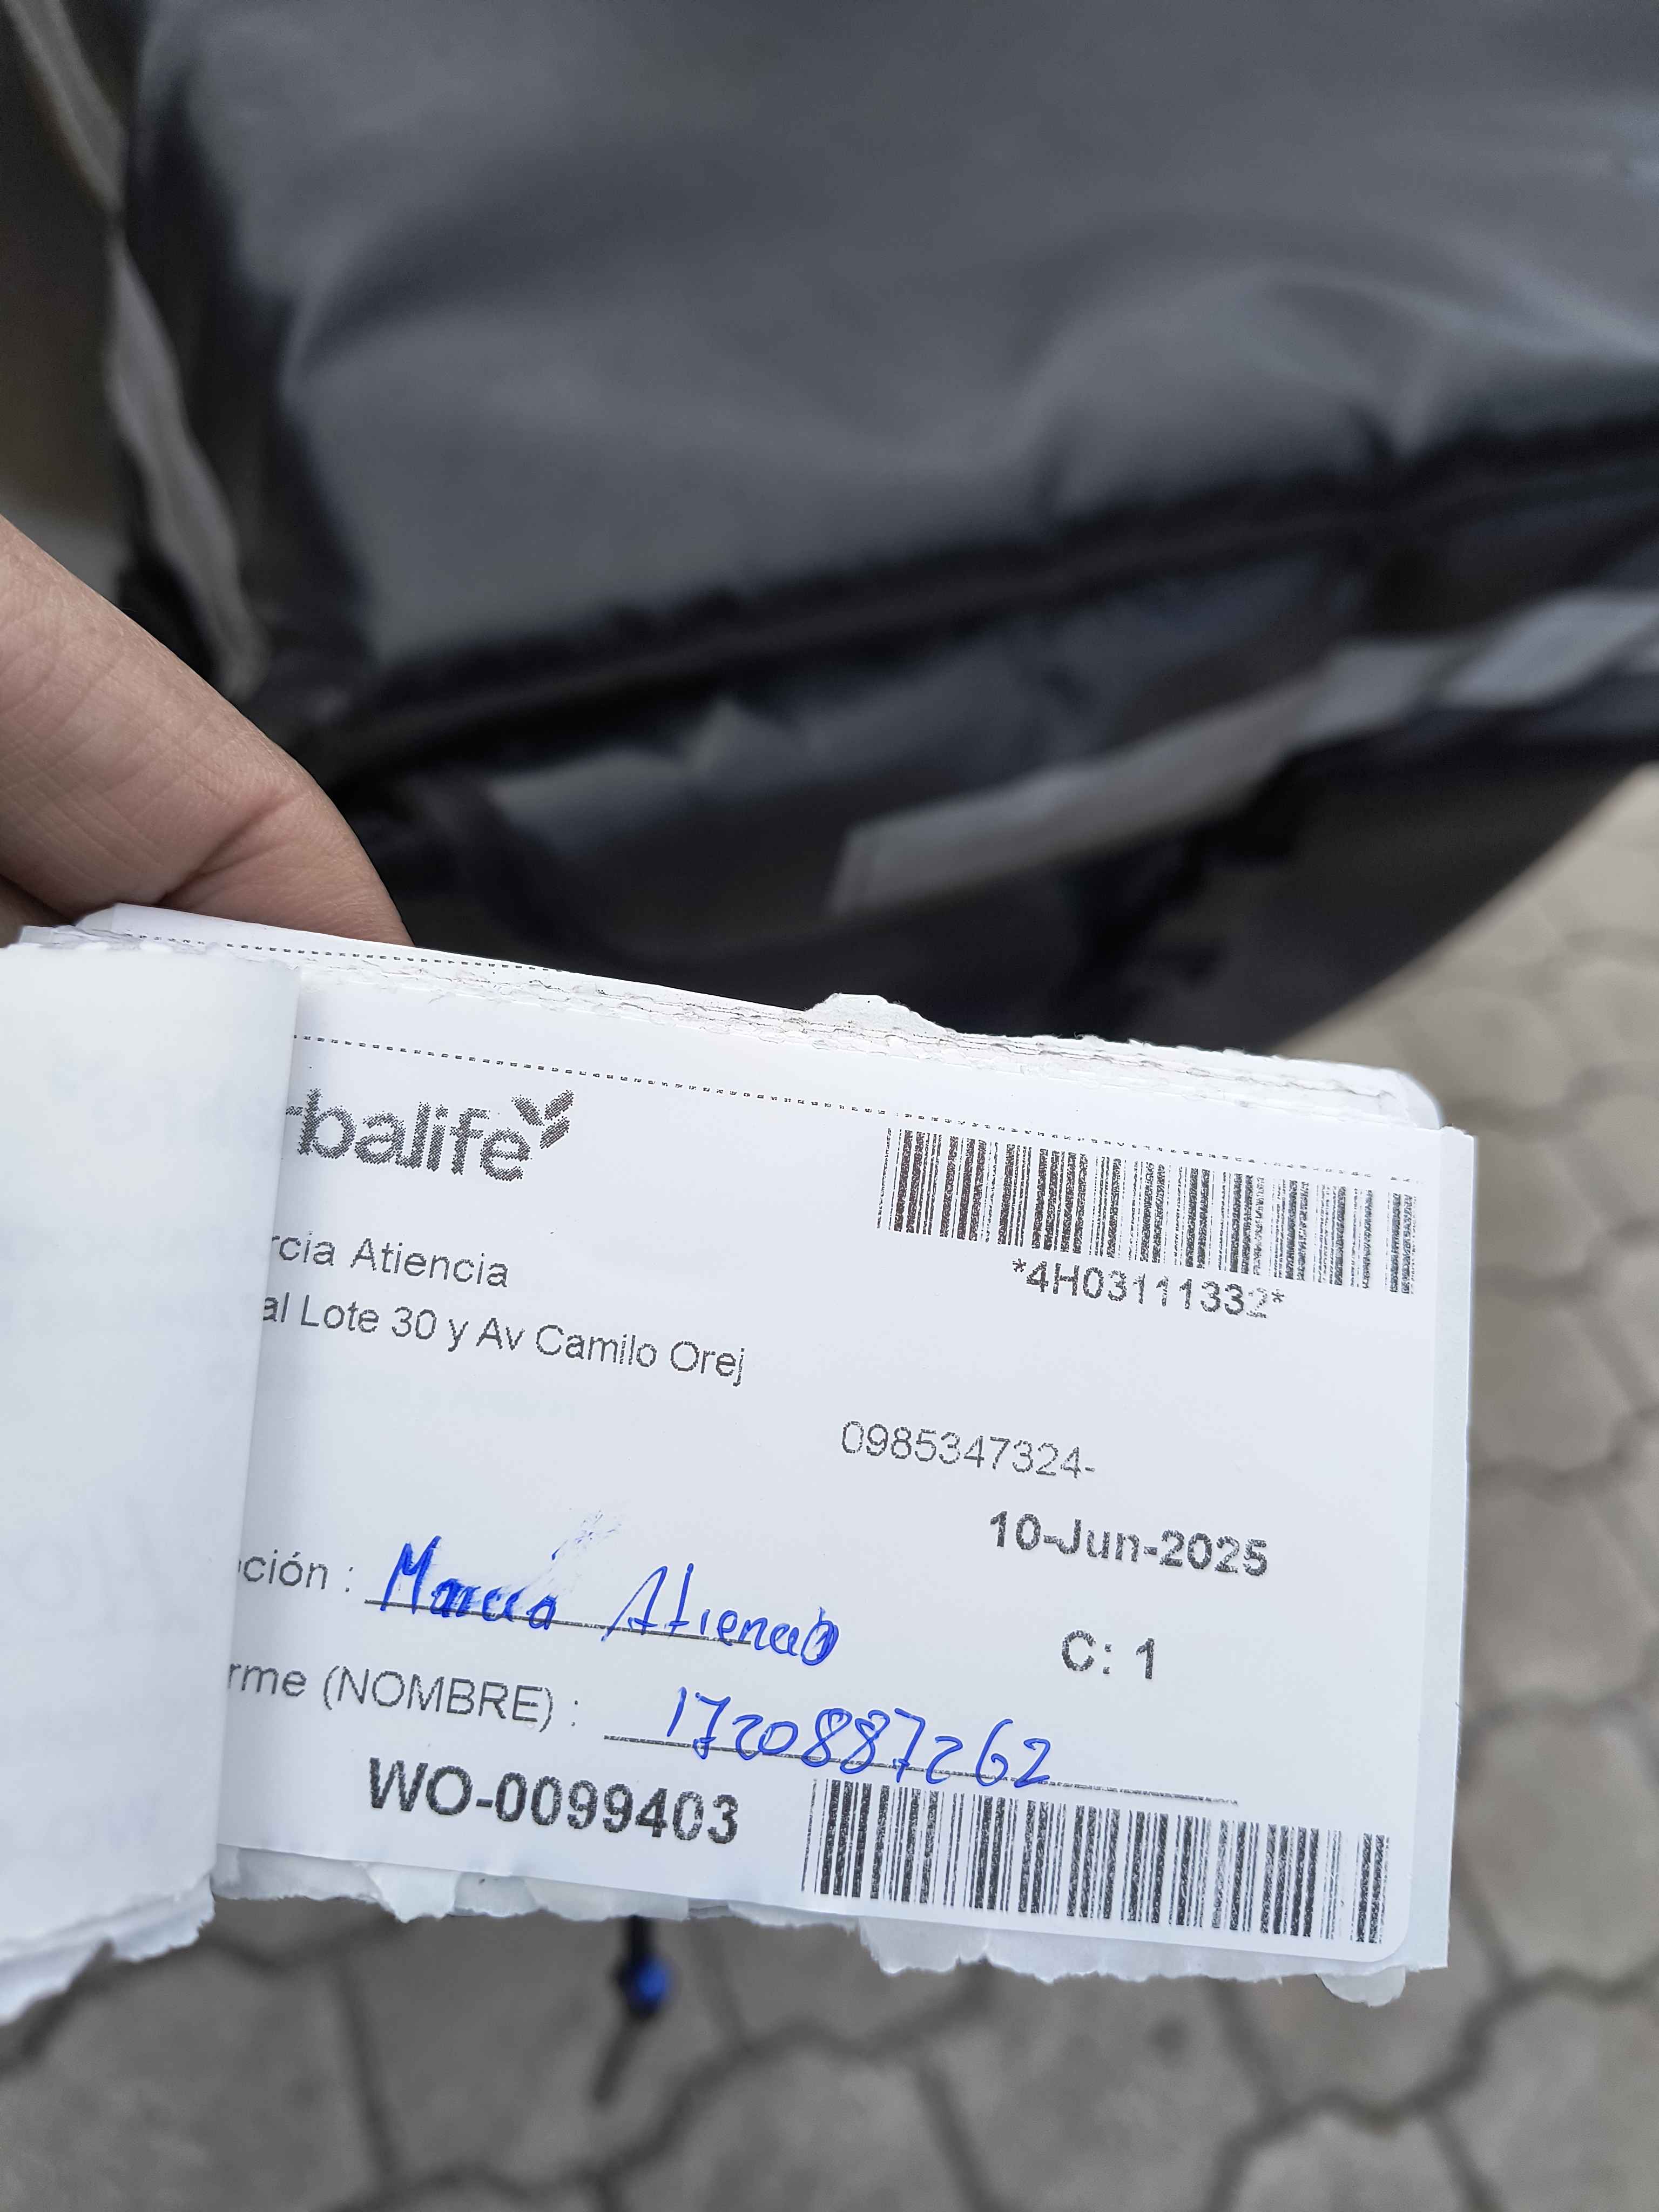 rbalife
*4H03111332*
rcia Atiencia
al Lote 30 y Av Camilo Orej
0985347324-
10-Jun-2025
pción : Marcia Atiencia
C: 1
rme (NOMBRE) : 1720887262
WO-0099403